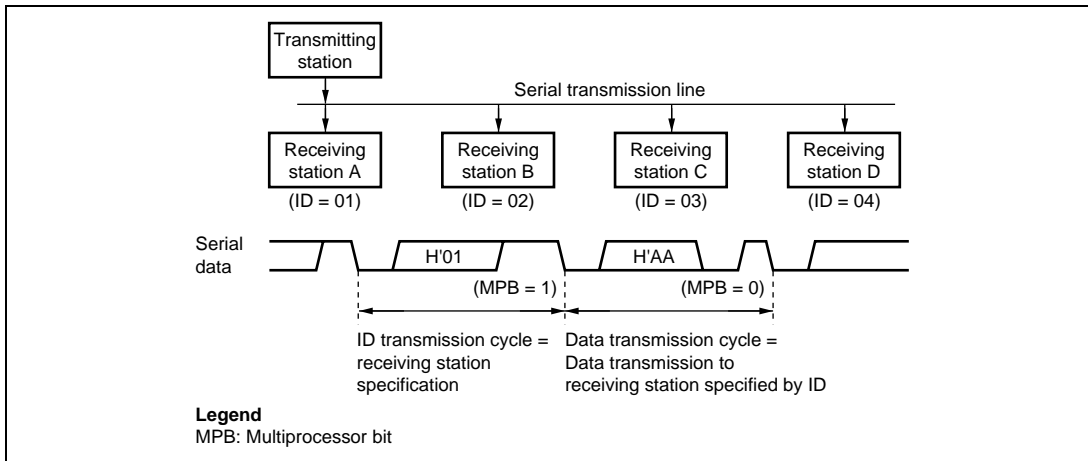 Transmitting
station
Serial transmission line
Receiving
station A
Receiving
station B
Receiving
station C
Receiving
station D
(ID = 01)
(ID = 02)
(ID = 03)
(ID = 04)
Serial
data
H'01
H'AA
(MPB = 1)
(MPB = 0)
ID transmission cycle =
receiving station
specification
Data transmission cycle =
Data transmission to
receiving station specified by ID
Legend
MPB: Multiprocessor bit